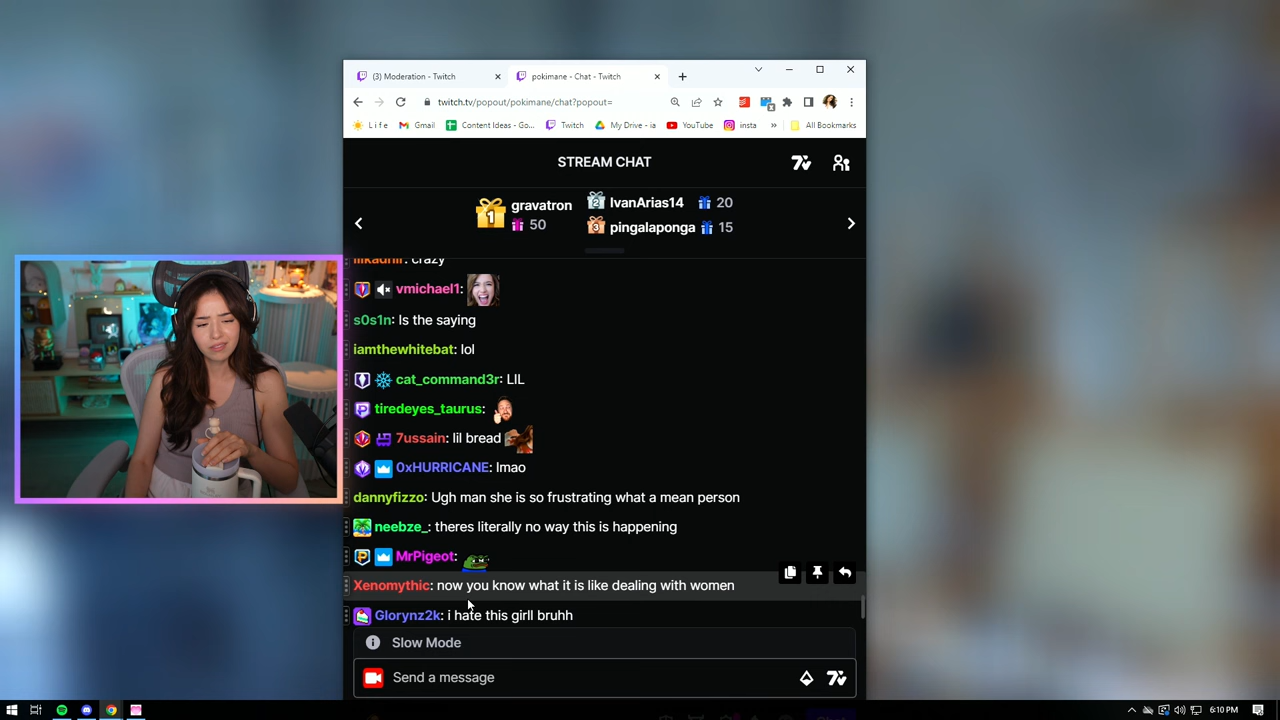 (3) Moderation - Twitch
pokimane - Chat - Twitch
twitch.tv/popout/pokimane/chat?popout=
Life
Gmail
Content Ideas - Go...
Twitch
My Drive - ia
YouTube
insta
»
All Bookmarks
STREAM CHAT
1 gravatron 50
2 IvanArias14 20
3 pingalaponga 15
crazy
vmichael1:
s0s1n: Is the saying
iamthewhitebat: lol
cat_command3r: LIL
tiredeyes_taurus:
7ussain: lil bread
0xHURRICANE: lmao
dannyfizzo: Ugh man she is so frustrating what a mean person
neebze_: theres literally no way this is happening
MrPigeot:
Xenomythic: now you know what it is like dealing with women
Glorynz2k: i hate this girll bruhh
Slow Mode
Send a message
6:10 PM